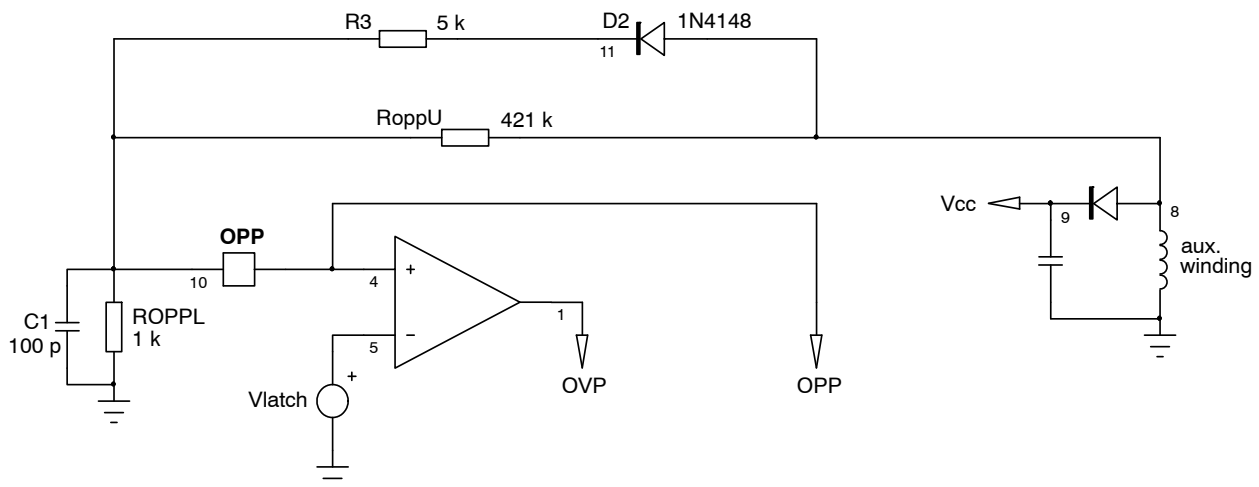 R3 5 k D2 1N4148
11
RoppU 421 k
Vcc 9 8
aux.
winding
OPP
10 4 +
C1
100 p
ROPPL
1 k
1
5 −
Vlatch +
OVP OPP